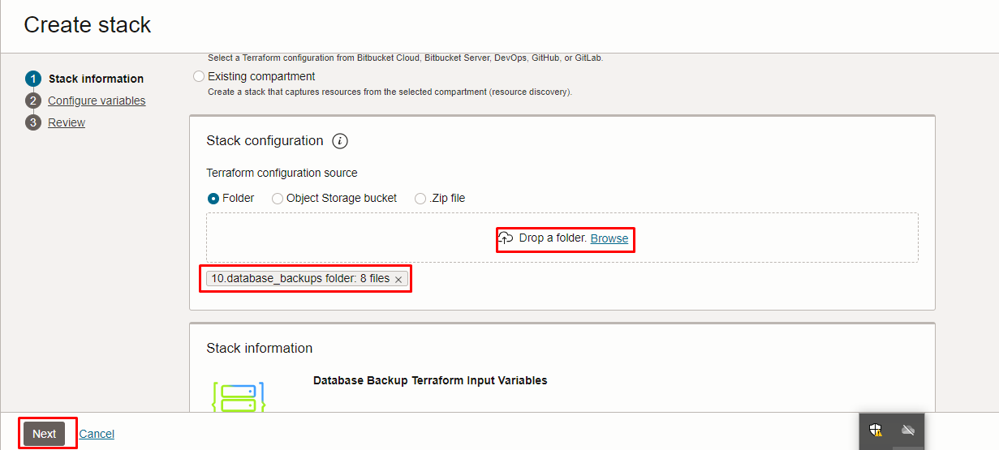 Create stack
Select a Terraform configuration from Bitbucket Cloud, Bitbucket Server, DevOps, GitHub, or GitLab.
1 Stack information
2 Configure variables
3 Review
Existing compartment
Create a stack that captures resources from the selected compartment (resource discovery).
Stack configuration i
Terraform configuration source
Folder Object Storage bucket .Zip file
Drop a folder. Browse
10.database_backups folder: 8 files ×
Stack information
Database Backup Terraform Input Variables
Next Cancel